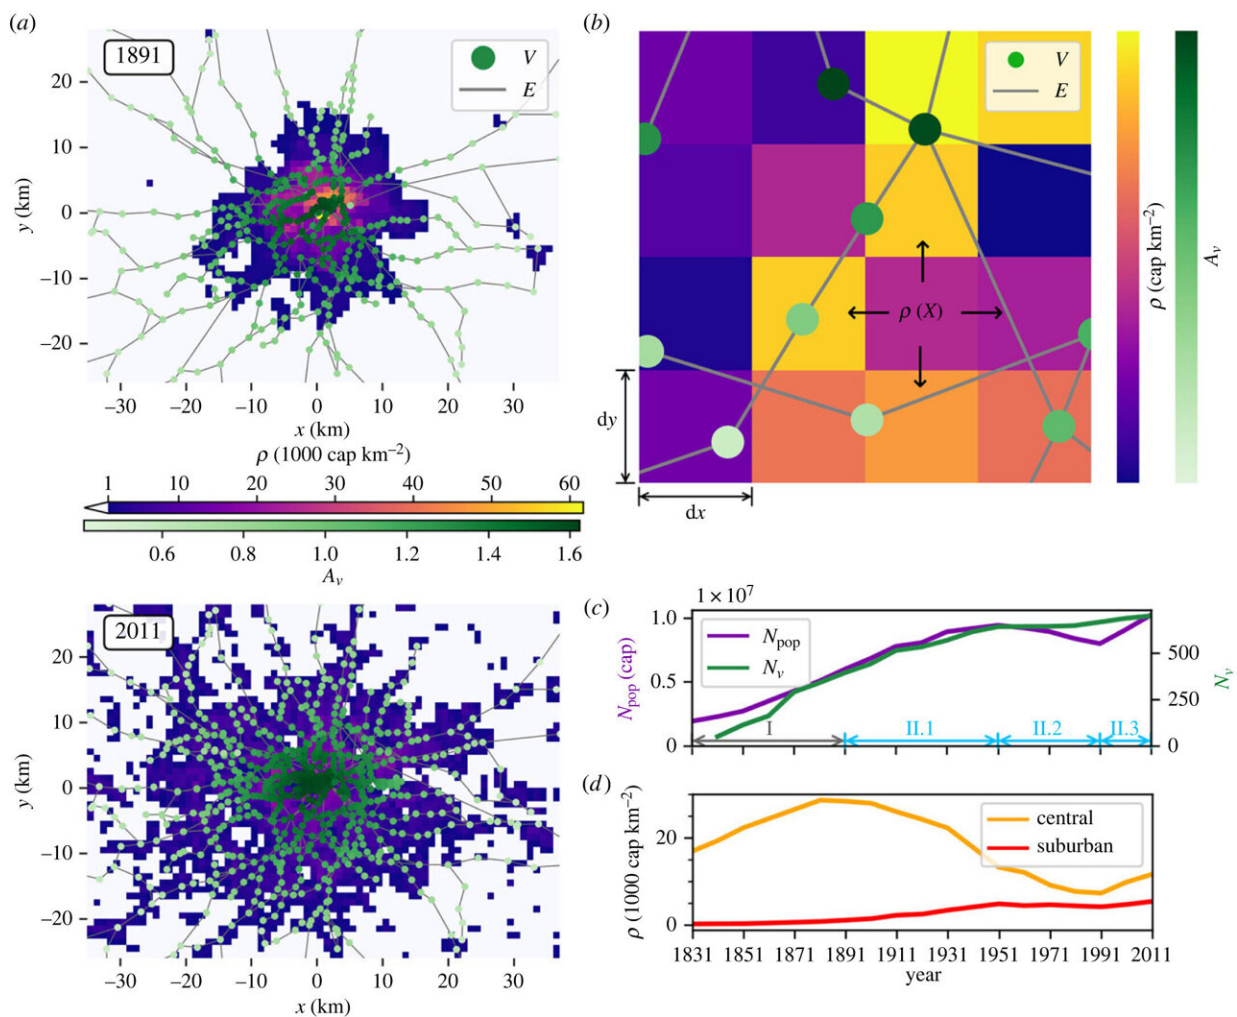 (a)
1891
V
E
20
10
0
−10
−20
y (km)
−30 −20 −10 0 10 20 30
x (km)
ρ (1000 cap km−2)
1 10 20 30 40 50 60
0.6 0.8 1.0 1.2 1.4 1.6
Av
2011
20
10
0
−10
−20
y (km)
−30 −20 −10 0 10 20 30
x (km)
(b)
V
E
ρ (X)
dy
dx
ρ (cap km−2)
Av
(c)
1 × 10^7
Npop
Nv
1.0
0.5
0
Npop (cap)
500
250
0
Nv
I II.1 II.2 II.3
(d)
central
suburban
20
0
ρ (1000 cap km−2)
1831 1851 1871 1891 1911 1931 1951 1971 1991 2011
year